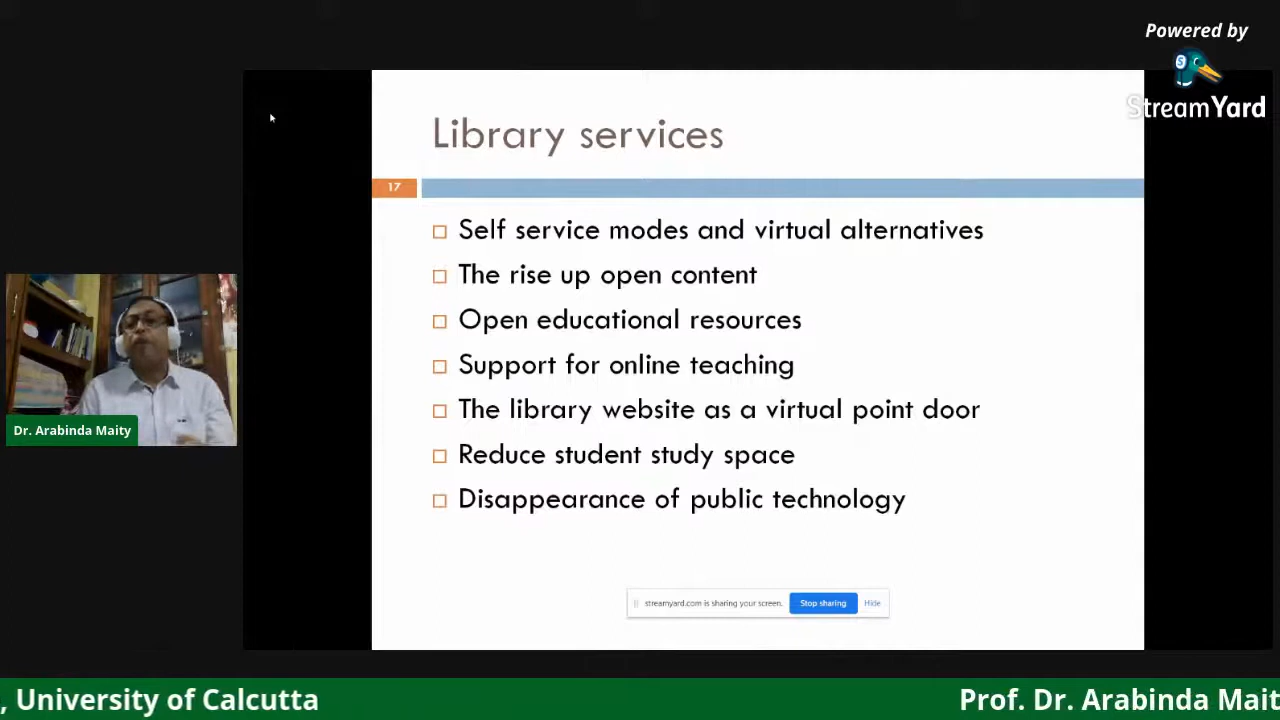 Powered by
StreamYard
Library services
17
Self service modes and virtual alternatives
The rise up open content
Open educational resources
Support for online teaching
The library website as a virtual point door
Reduce student study space
Disappearance of public technology
Dr. Arabinda Maity
streamyard.com is sharing your screen. Stop sharing Hide
, University of Calcutta Prof. Dr. Arabinda Mait